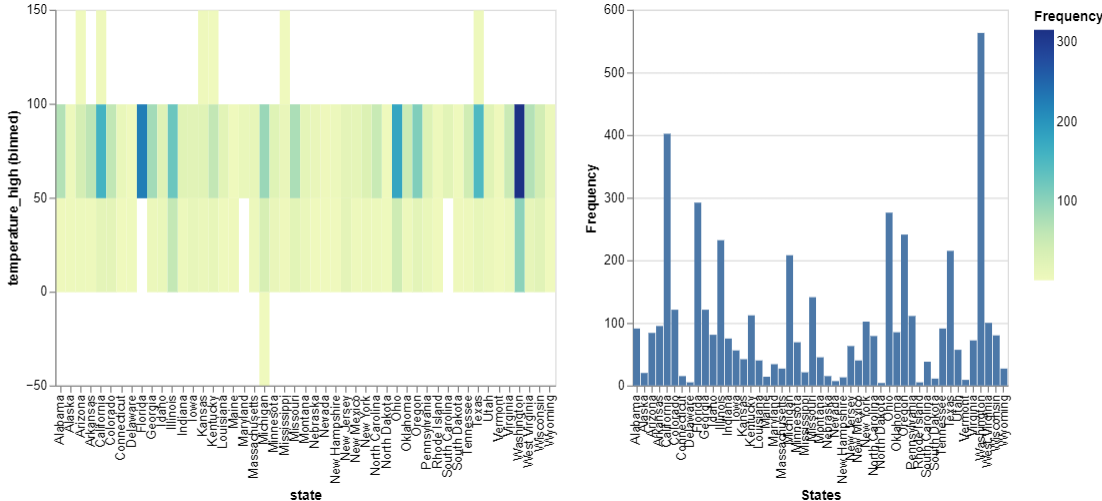 150
100
50
0
−50
temperature_high (binned)
Alabama
Alaska
Arizona
Arkansas
California
Colorado
Connecticut
Delaware
Florida
Georgia
Idaho
Illinois
Indiana
Iowa
Kansas
Kentucky
Louisiana
Maine
Maryland
Massachusetts
Michigan
Minnesota
Mississippi
Missouri
Montana
Nebraska
Nevada
New Hampshire
New Jersey
New Mexico
New York
North Carolina
North Dakota
Ohio
Oklahoma
Oregon
Pennsylvania
Rhode Island
South Carolina
South Dakota
Tennessee
Texas
Utah
Vermont
Virginia
Washington
West Virginia
Wisconsin
Wyoming
state
600
500
400
300
200
100
0
Frequency
Alabama
Alaska
Arizona
Arkansas
California
Colorado
Connecticut
Delaware
Florida
Georgia
Idaho
Illinois
Indiana
Iowa
Kansas
Kentucky
Louisiana
Maine
Maryland
Massachusetts
Michigan
Minnesota
Mississippi
Missouri
Montana
Nebraska
Nevada
New Hampshire
New Jersey
New Mexico
New York
North Carolina
North Dakota
Ohio
Oklahoma
Oregon
Pennsylvania
Rhode Island
South Carolina
South Dakota
Tennessee
Texas
Utah
Vermont
Virginia
Washington
West Virginia
Wisconsin
Wyoming
States
Frequency
300
200
100